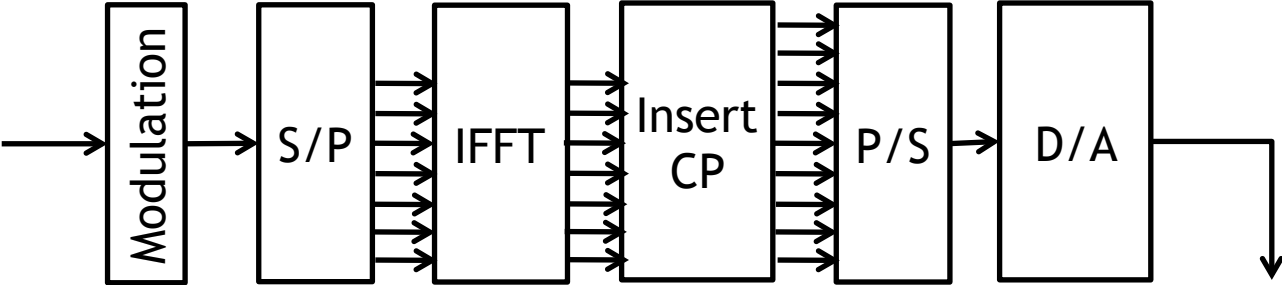 Modulation
S/P
IFFT
Insert
CP
P/S
D/A